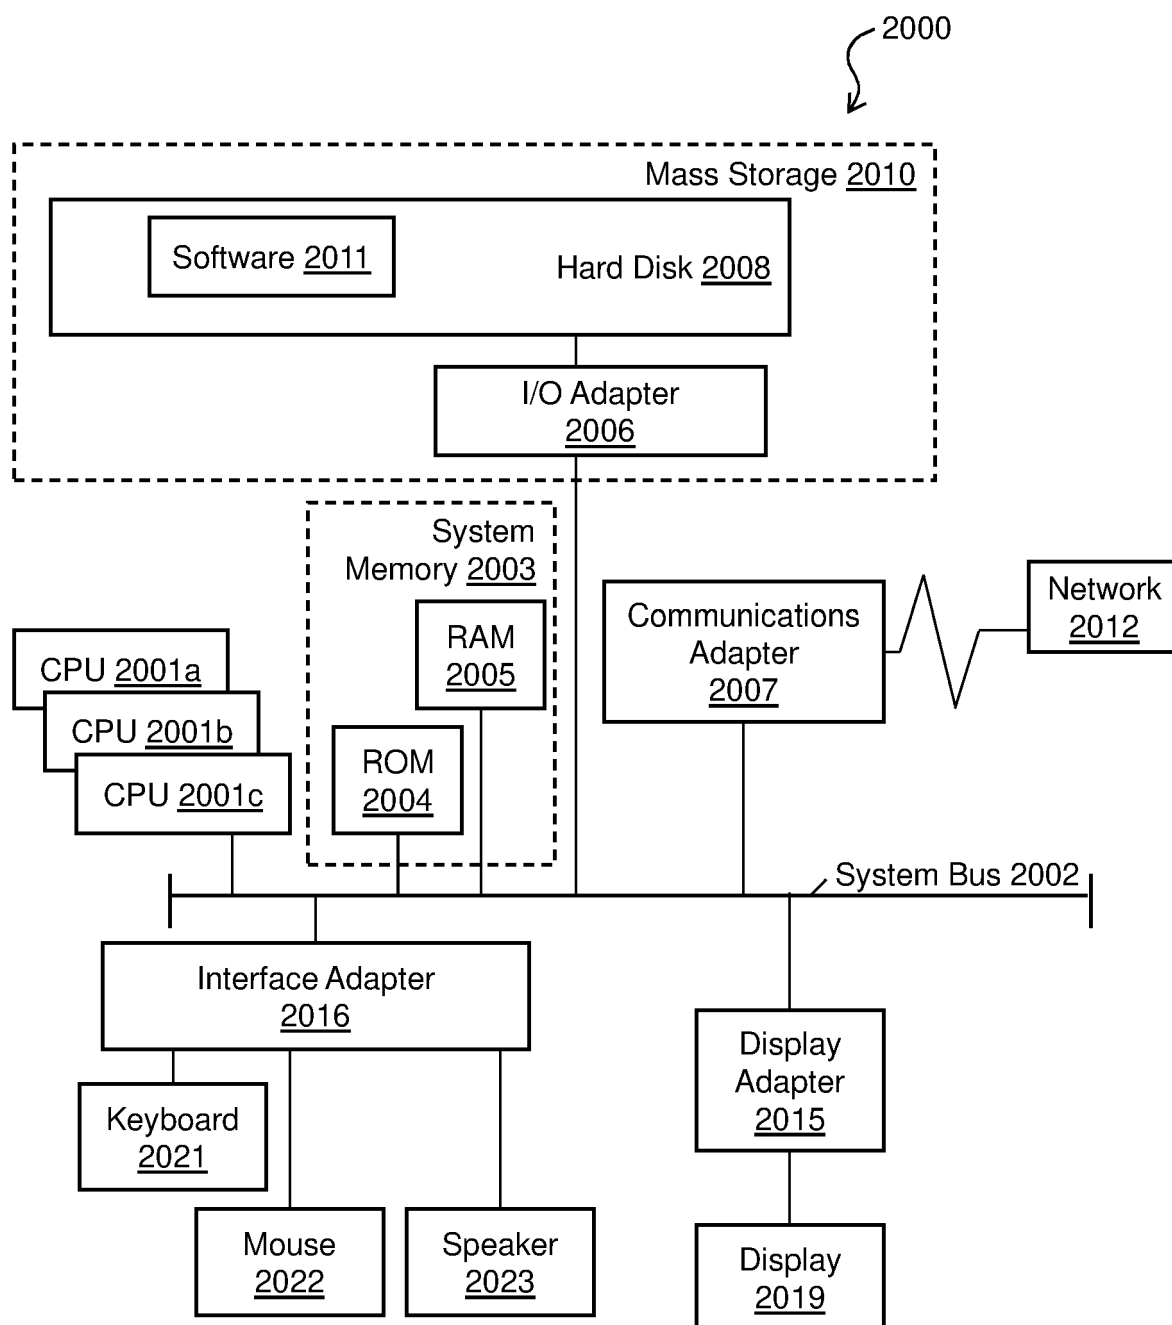 2000
Mass Storage 2010
Software 2011
Hard Disk 2008
I/O Adapter
2006
System
Memory 2003
RAM
2005
ROM
2004
Communications
Adapter
2007
Network
2012
CPU 2001a
CPU 2001b
CPU 2001c
System Bus 2002
Interface Adapter
2016
Display
Adapter
2015
Keyboard
2021
Mouse
2022
Speaker
2023
Display
2019